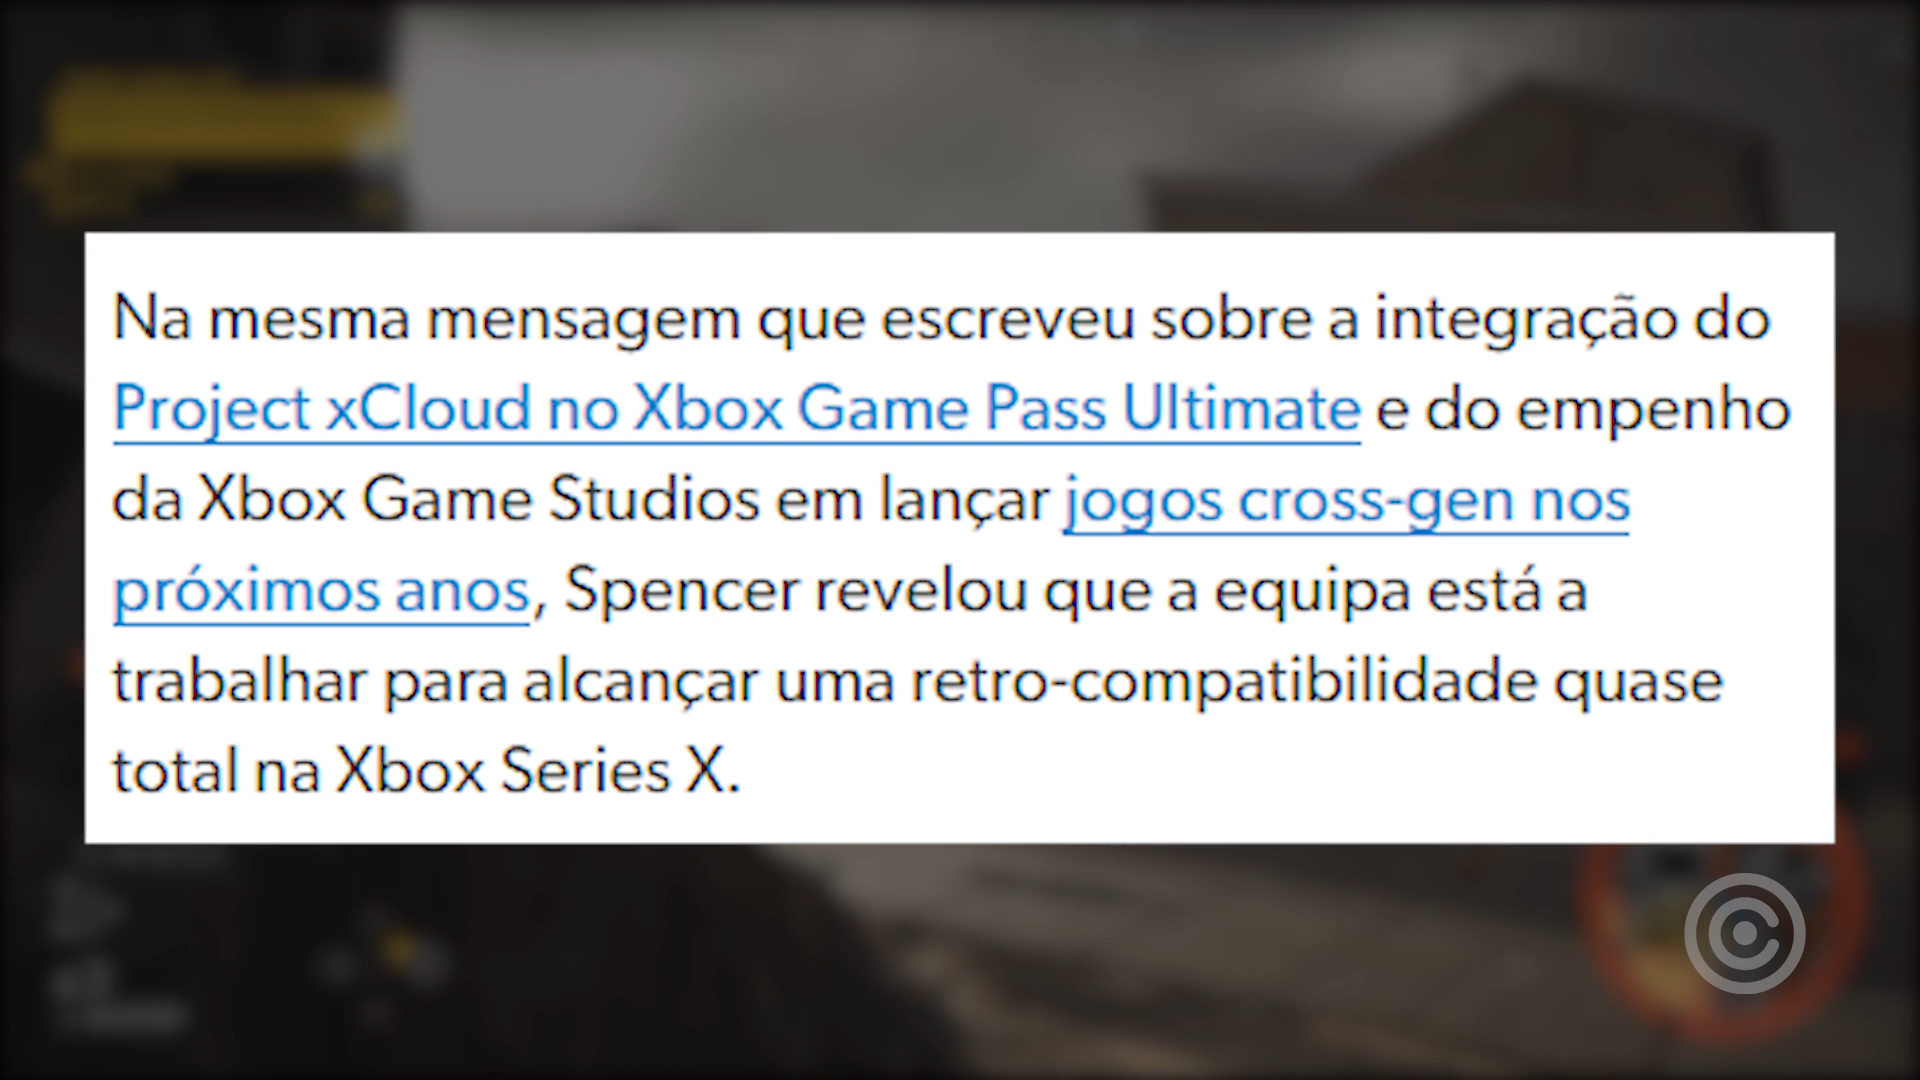 Na mesma mensagem que escreveu sobre a integração do
Project xCloud no Xbox Game Pass Ultimate e do empenho
da Xbox Game Studios em lançar jogos cross-gen nos
próximos anos, Spencer revelou que a equipa está a
trabalhar para alcançar uma retro-compatibilidade quase
total na Xbox Series X.